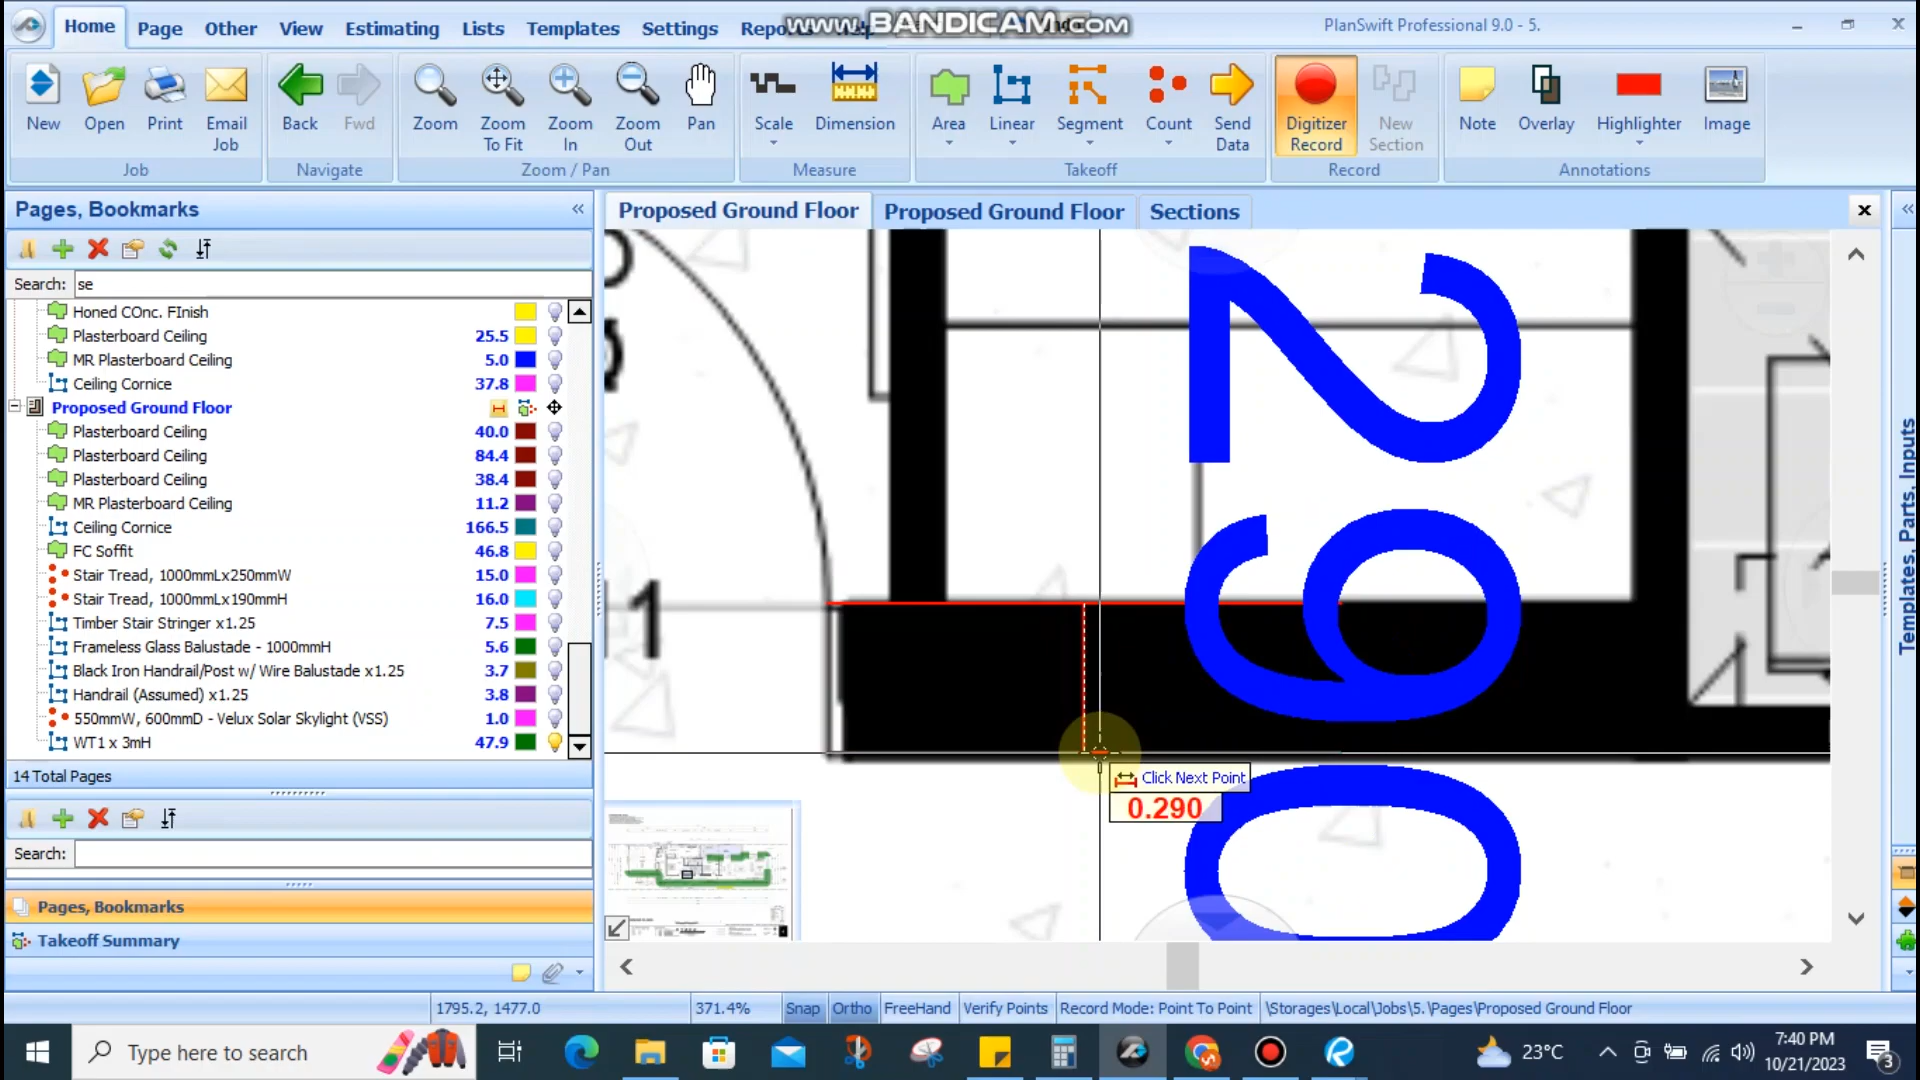 Home Page Other View Estimating Lists Templates Settings
www.BANDICAM.com
PlanSwift Professional 9.0 - 5.
New Open Print Email Job
Back Fwd
Zoom Zoom To Fit Zoom In Zoom Out Pan
Scale Dimension
Area Linear Segment Count Send Data
Digitizer Record New Section
Note Overlay Highlighter Image
Job Navigate Zoom / Pan Measure Takeoff Record Annotations
Pages, Bookmarks
Proposed Ground Floor Proposed Ground Floor Sections
Search: se
Honed COnc. FInish
Plasterboard Ceiling 25.5
MR Plasterboard Ceiling 5.0
Ceiling Cornice 37.8
Proposed Ground Floor
Plasterboard Ceiling 40.0
Plasterboard Ceiling 84.4
Plasterboard Ceiling 38.4
MR Plasterboard Ceiling 11.2
Ceiling Cornice 166.5
FC Soffit 46.8
Stair Tread, 1000mmLx250mmW 15.0
Stair Tread, 1000mmLx190mmH 16.0
Timber Stair Stringer x1.25 7.5
Frameless Glass Balustade - 1000mmH 5.6
Black Iron Handrail/Post w/ Wire Balustade x1.25 3.7
Handrail (Assumed) x1.25 3.8
550mmW, 600mmD - Velux Solar Skylight (VSS) 1.0
WT1 x 3mH 47.9
14 Total Pages
Search:
Pages, Bookmarks
Takeoff Summary
290
1
Click Next Point
0.290
Templates, Parts, Inputs
1795.2, 1477.0 371.4% Snap Ortho FreeHand Verify Points Record Mode: Point To Point \Storages\Local\Jobs\5.\Pages\Proposed Ground Floor
Type here to search
23°C
7:40 PM
10/21/2023
3